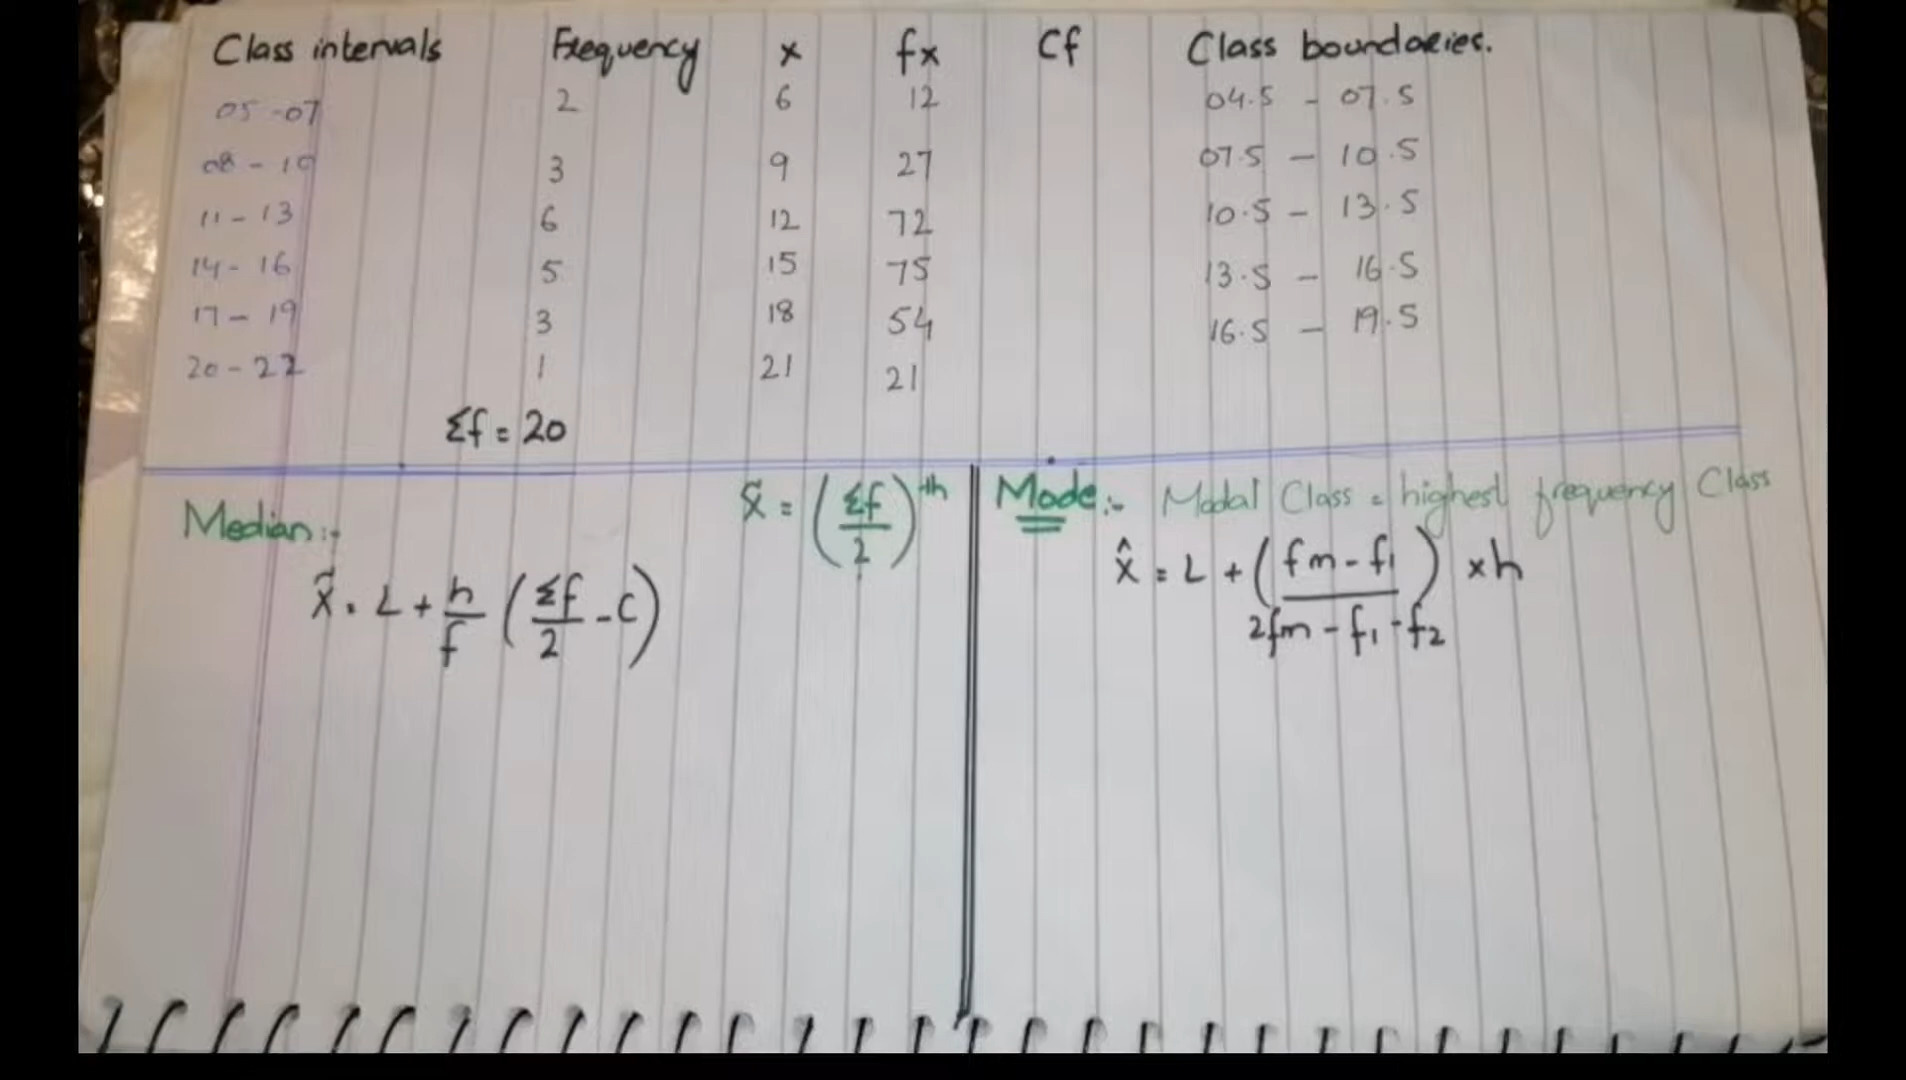 Class intervals Frequency x fx Cf Class boundaries.
05-07 2 6 12 04.5 - 07.5
08-10 3 9 27 07.5 - 10.5
11-13 6 12 72 10.5 - 13.5
14-16 5 15 75 13.5 - 16.5
17-19 3 18 54 16.5 - 19.5
20-22 1 21 21
Σf = 20
Median:- x̃ = (Σf/2)th
x̃ = L + h/f (Σf/2 - C)
Mode:- Modal Class = highest frequency Class
x̂ = L + (fm - f1 / 2fm - f1 - f2) × h